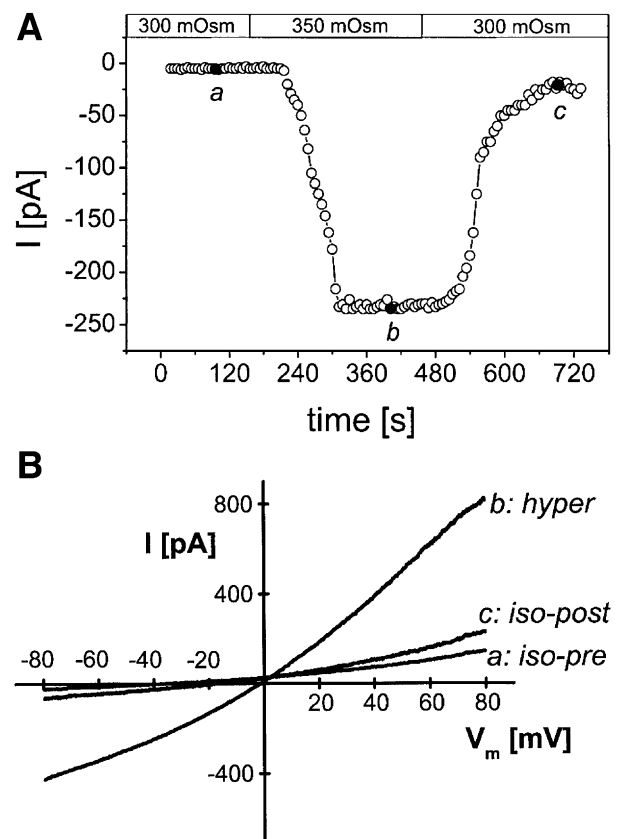 A
300 mOsm 350 mOsm 300 mOsm
0
-50
-100
-150
-200
-250
I [pA]
a
b
c
0 120 240 360 480 600 720
time [s]
B
800
400
-400
I [pA]
b: hyper
c: iso-post
a: iso-pre
-80 -60 -40 -20
20 40 60 80
Vm [mV]